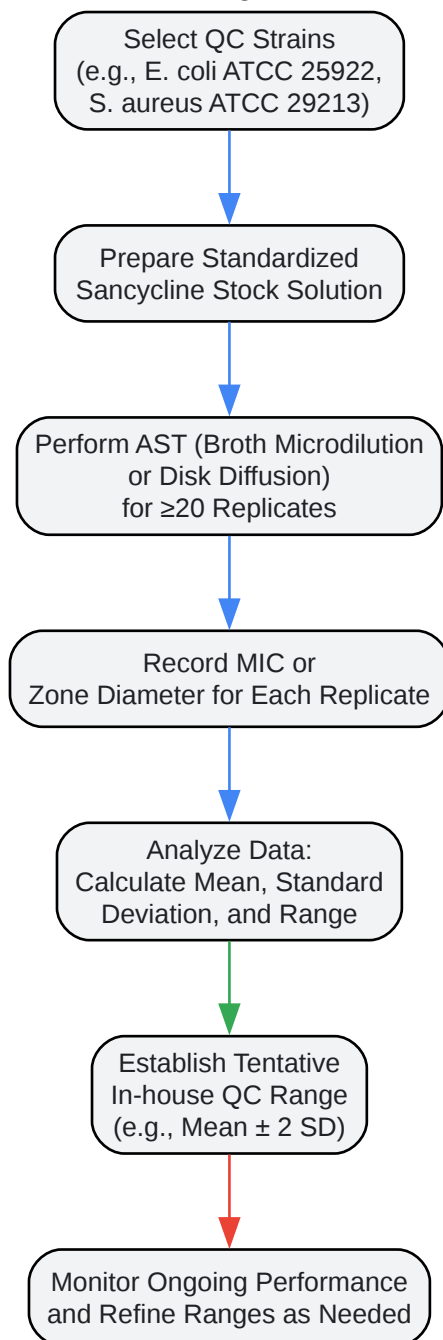 Select QC Strains
(e.g., E. coli ATCC 25922,
S. aureus ATCC 29213)
Prepare Standardized
Sancycline Stock Solution
Perform AST (Broth Microdilution
or Disk Diffusion)
for ≥20 Replicates
Record MIC or
Zone Diameter for Each Replicate
Analyze Data:
Calculate Mean, Standard
Deviation, and Range
Establish Tentative
In-house QC Range
(e.g., Mean ± 2 SD)
Monitor Ongoing Performance
and Refine Ranges as Needed